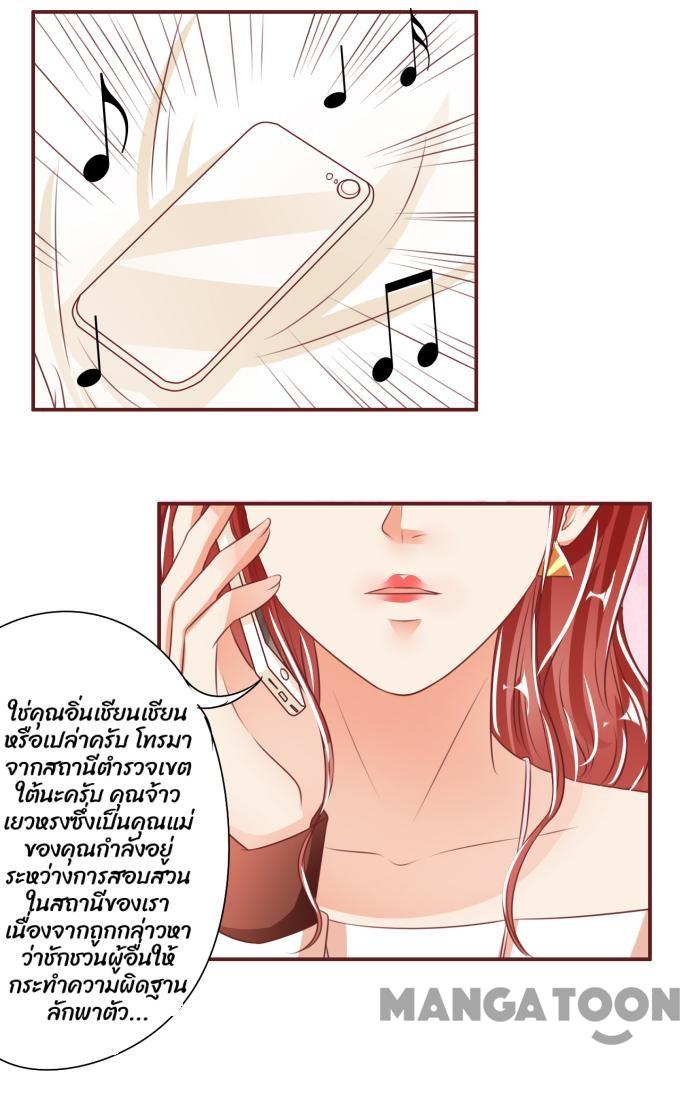 ใช่คุณอิ่นเชียนเชียน
หรือเปล่าครับ โทรมา
จากสถานีตำรวจเขต
ใต้นะครับ คุณจ้าว
เยวหรงซึ่งเป็นคุณแม่
ของคุณกำลังอยู่
ระหว่างการสอบสวน
ในสถานีของเรา
เนื่องจากถูกกล่าวหา
ว่าชักชวนผู้อื่นให้
กระทำความผิดฐาน
ลักพาตัว...
MANGATOON